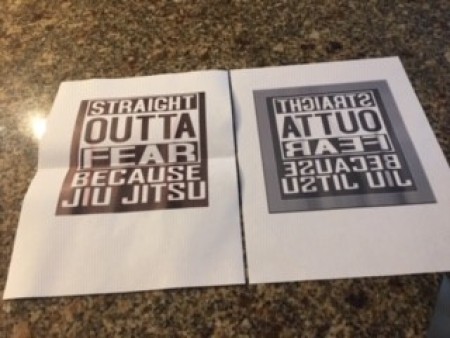 STRAIGHT
OUTTA
FEAR
BECAUSE
JIU JITSU
STRAIGHT
OUTTA
FEAR
BECAUSE
JIU JITSU